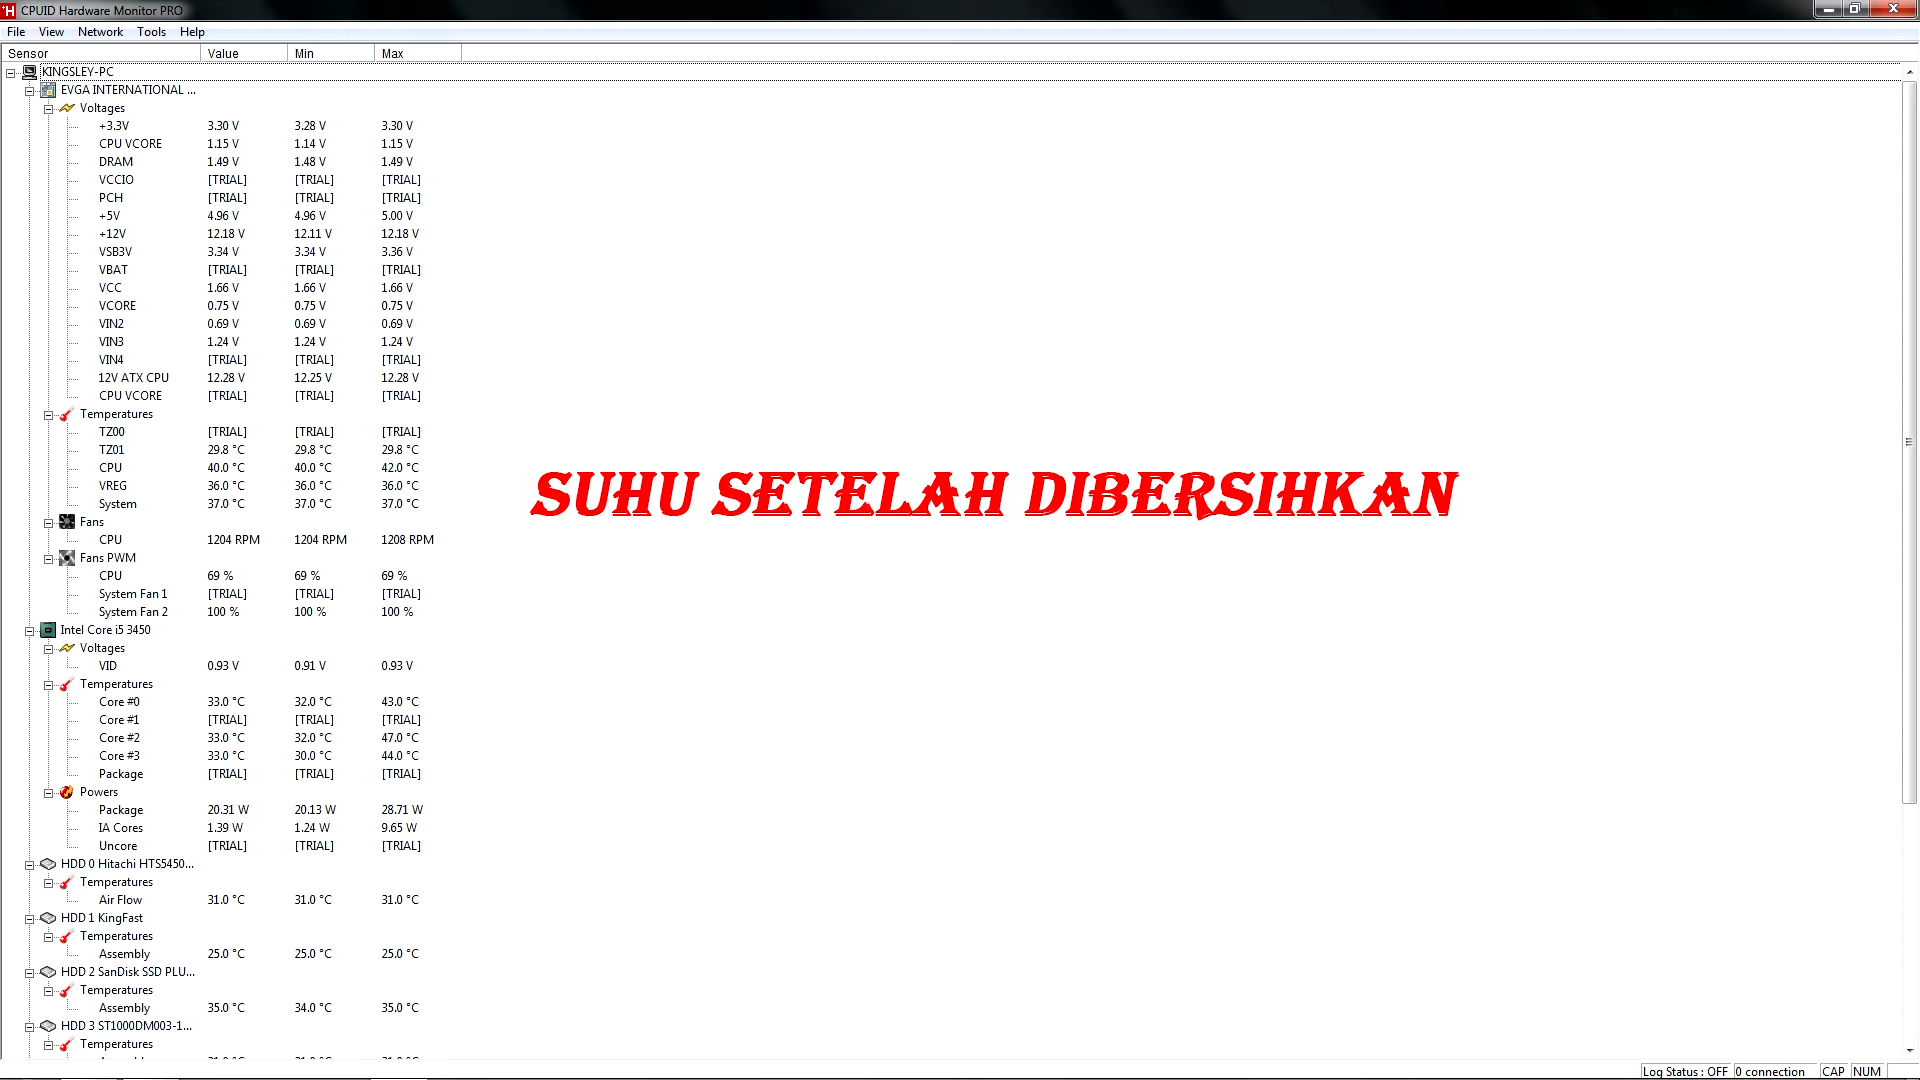 CPUID Hardware Monitor PRO
File View Network Tools Help
Sensor Value Min Max
KINGSLEY-PC
EVGA INTERNATIONAL ...
Voltages
+3.3V 3.30 V 3.28 V 3.30 V
CPU VCORE 1.15 V 1.14 V 1.15 V
DRAM 1.49 V 1.48 V 1.49 V
VCCIO [TRIAL] [TRIAL] [TRIAL]
PCH [TRIAL] [TRIAL] [TRIAL]
+5V 4.96 V 4.96 V 5.00 V
+12V 12.18 V 12.11 V 12.18 V
VSB3V 3.34 V 3.34 V 3.36 V
VBAT [TRIAL] [TRIAL] [TRIAL]
VCC 1.66 V 1.66 V 1.66 V
VCORE 0.75 V 0.75 V 0.75 V
VIN2 0.69 V 0.69 V 0.69 V
VIN3 1.24 V 1.24 V 1.24 V
VIN4 [TRIAL] [TRIAL] [TRIAL]
12V ATX CPU 12.28 V 12.25 V 12.28 V
CPU VCORE [TRIAL] [TRIAL] [TRIAL]
Temperatures
TZ00 [TRIAL] [TRIAL] [TRIAL]
TZ01 29.8 °C 29.8 °C 29.8 °C
CPU 40.0 °C 40.0 °C 42.0 °C
VREG 36.0 °C 36.0 °C 36.0 °C
System 37.0 °C 37.0 °C 37.0 °C
SUHU SETELAH DIBERSIHKAN
Fans
CPU 1204 RPM 1204 RPM 1208 RPM
Fans PWM
CPU 69 % 69 % 69 %
System Fan 1 [TRIAL] [TRIAL] [TRIAL]
System Fan 2 100 % 100 % 100 %
Intel Core i5 3450
Voltages
VID 0.93 V 0.91 V 0.93 V
Temperatures
Core #0 33.0 °C 32.0 °C 43.0 °C
Core #1 [TRIAL] [TRIAL] [TRIAL]
Core #2 33.0 °C 32.0 °C 47.0 °C
Core #3 33.0 °C 30.0 °C 44.0 °C
Package [TRIAL] [TRIAL] [TRIAL]
Powers
Package 20.31 W 20.13 W 28.71 W
IA Cores 1.39 W 1.24 W 9.65 W
Uncore [TRIAL] [TRIAL] [TRIAL]
HDD 0 Hitachi HTS5450...
Temperatures
Air Flow 31.0 °C 31.0 °C 31.0 °C
HDD 1 KingFast
Temperatures
Assembly 25.0 °C 25.0 °C 25.0 °C
HDD 2 SanDisk SSD PLU...
Temperatures
Assembly 35.0 °C 34.0 °C 35.0 °C
HDD 3 ST1000DM003-1...
Temperatures
Log Status : OFF 0 connection CAP NUM